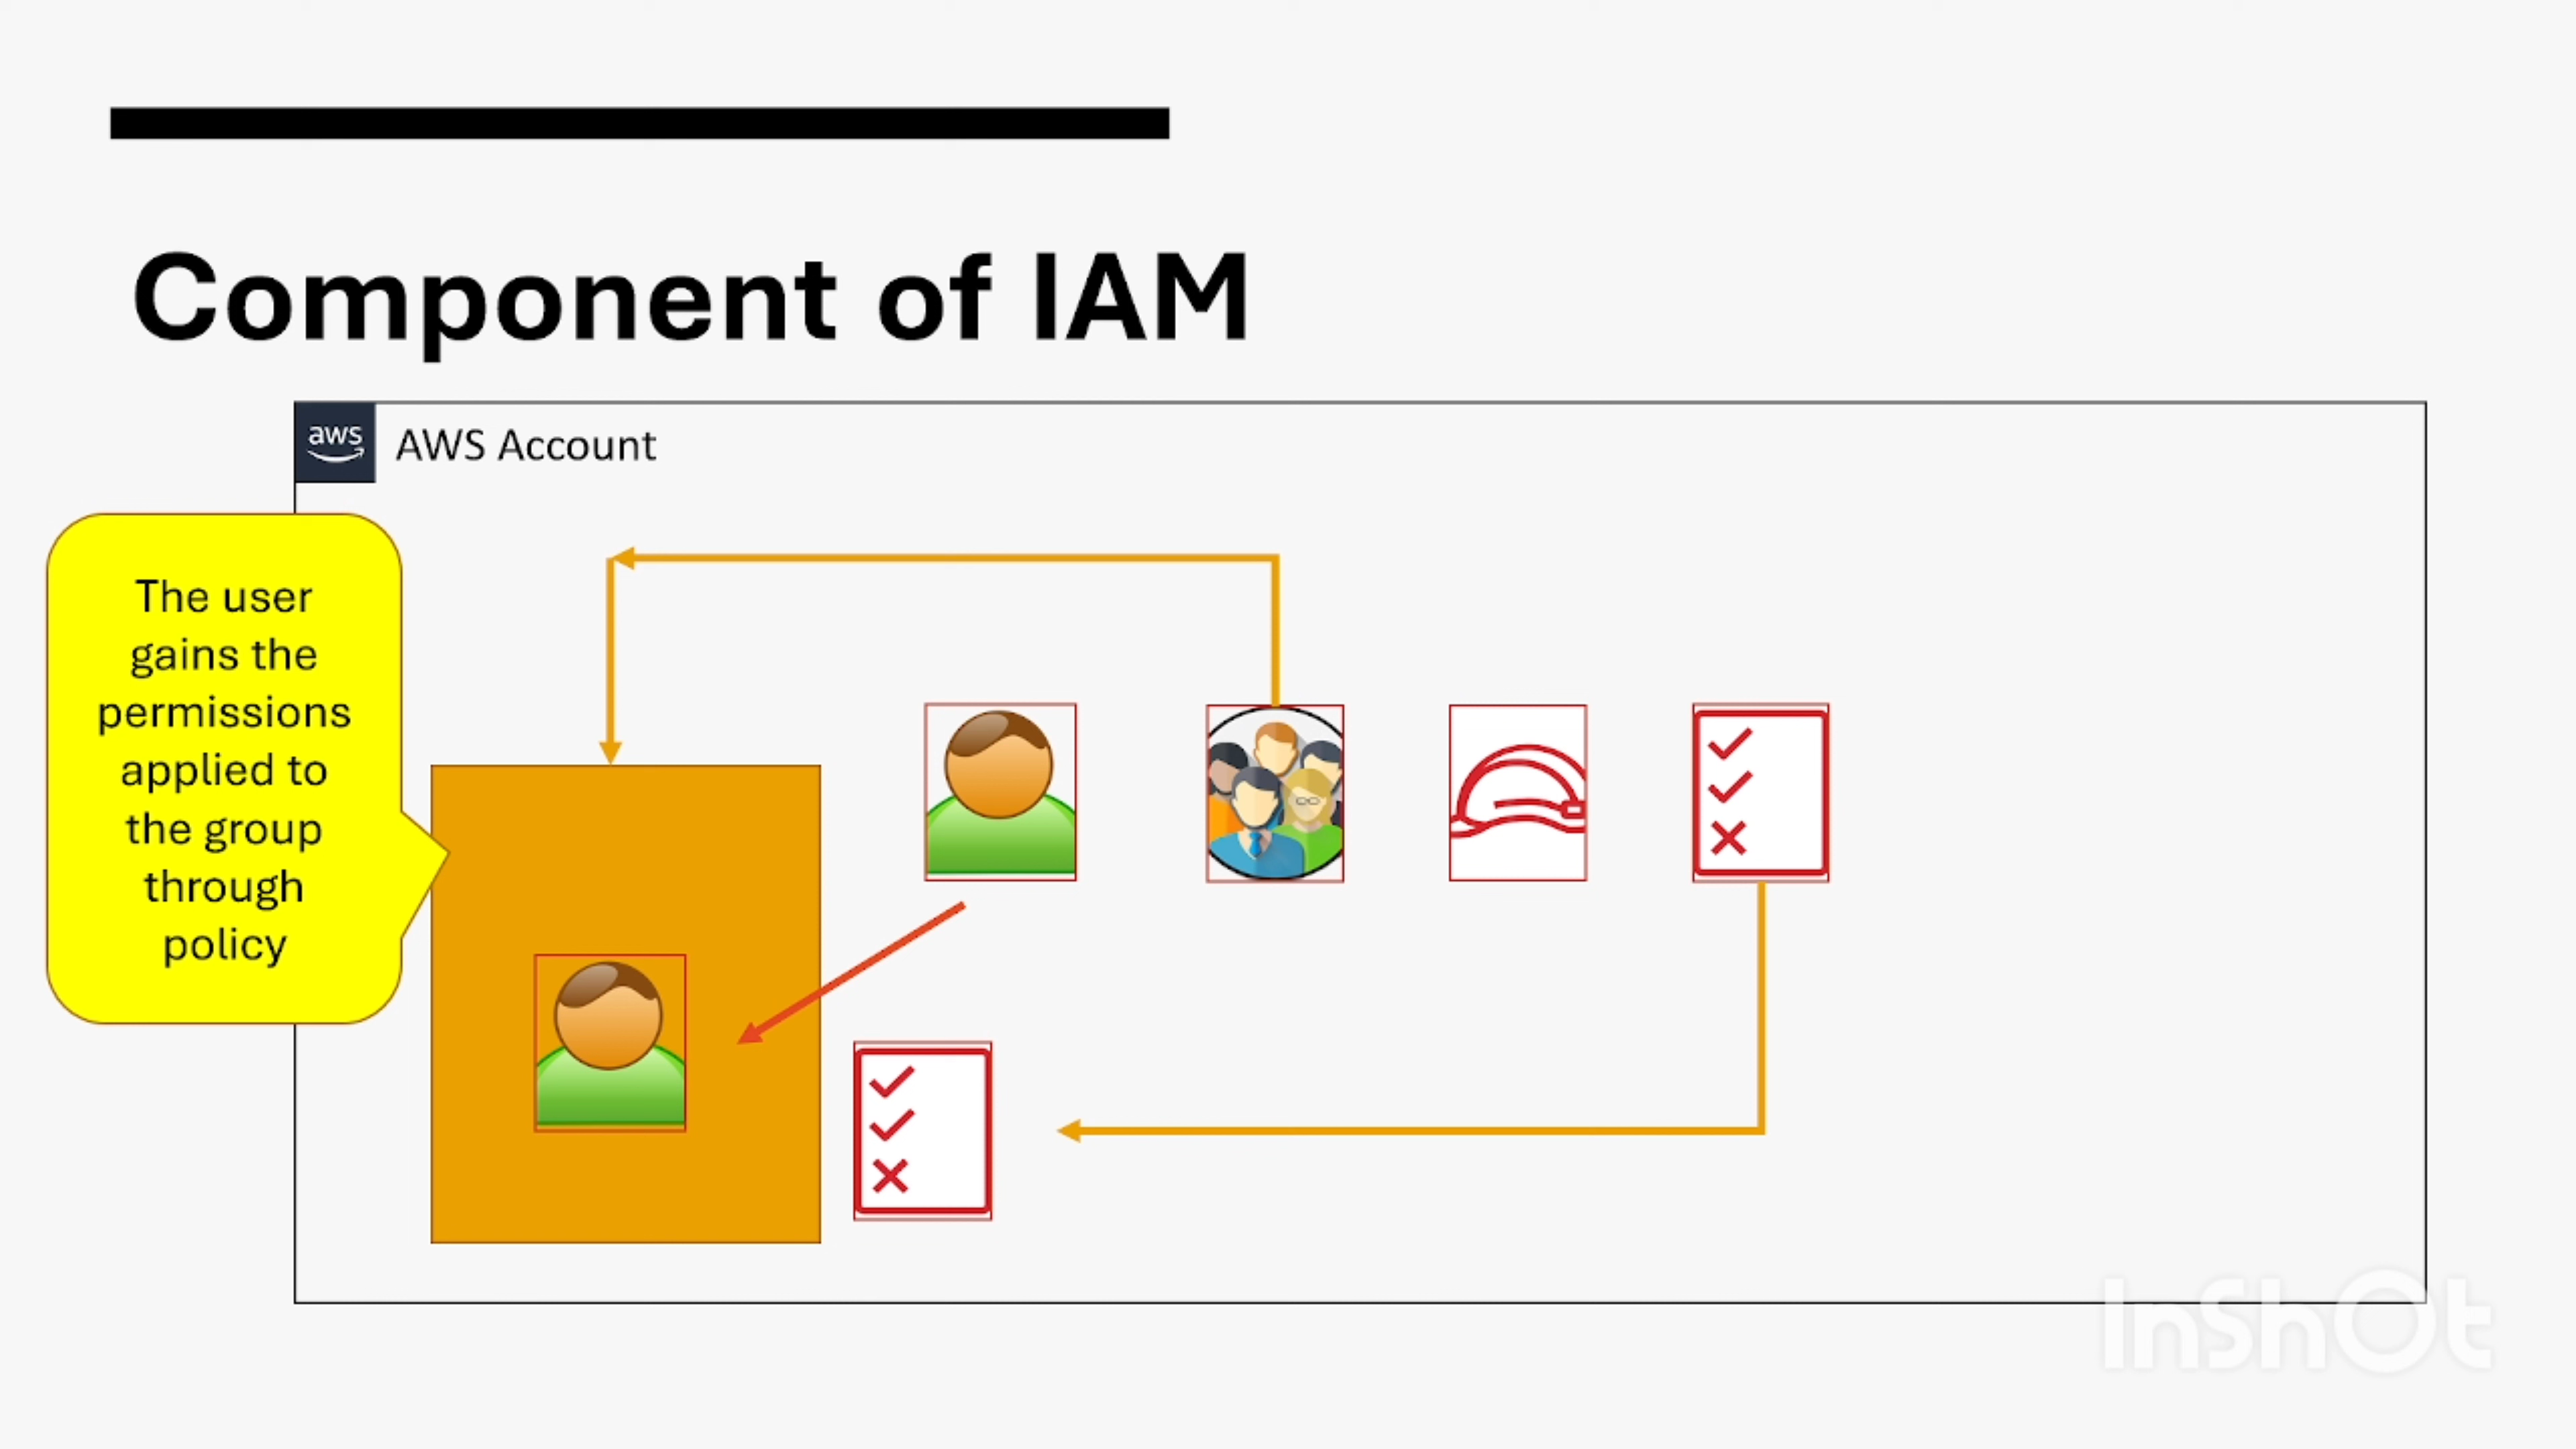 Component of IAM
aws
AWS Account
The user
gains the
permissions
applied to
the group
through
policy
InShOt